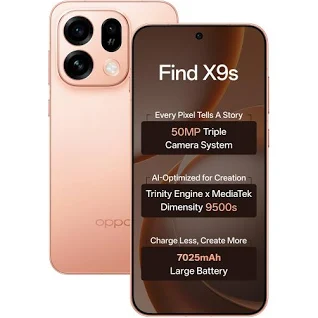 Find X9s
Every Pixel Tells A Story
50MP Triple
Camera System
AI-Optimized for Creation
Trinity Engine x MediaTek
Dimensity 9500s
Charge Less, Create More
7025mAh
Large Battery
oppo